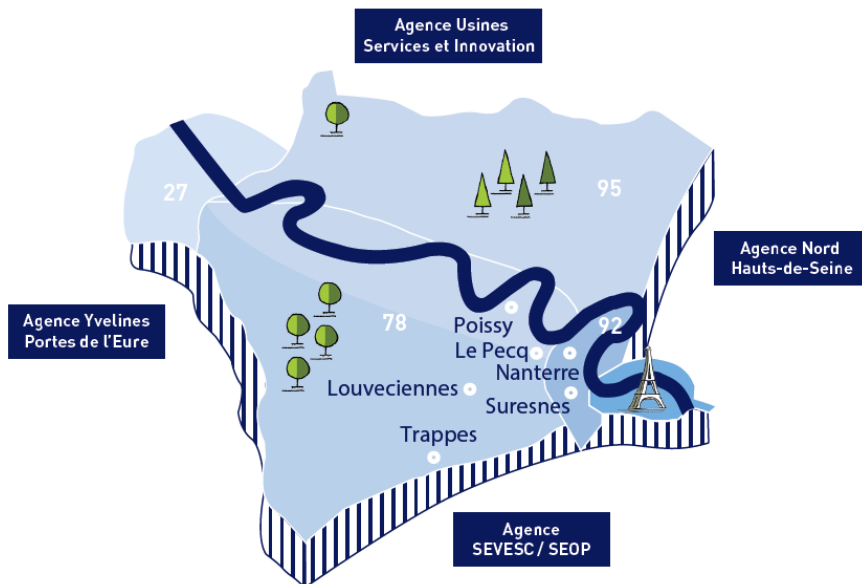 Agence Usines
Services et Innovation
27
95
Agence Nord
Hauts-de-Seine
Agence Yvelines
Portes de l'Eure
78
92
Poissy
Le Pecq
Nanterre
Louveciennes
Suresnes
Trappes
Agence
SEVESC / SEOP